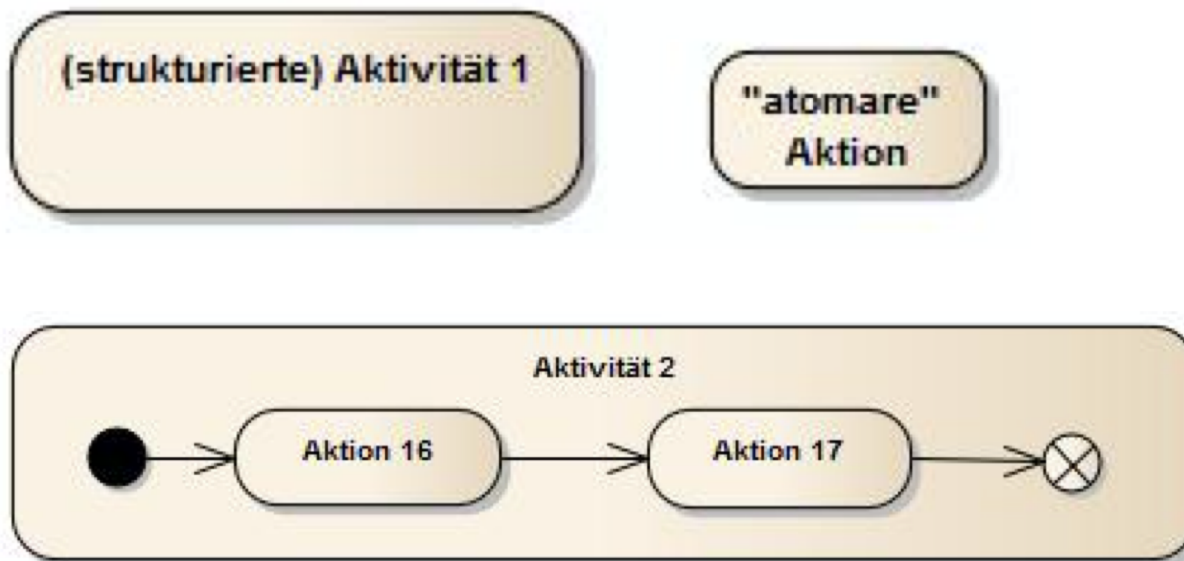 (strukturierte) Aktivität 1
"atomare"
Aktion
Aktivität 2
Aktion 16
Aktion 17